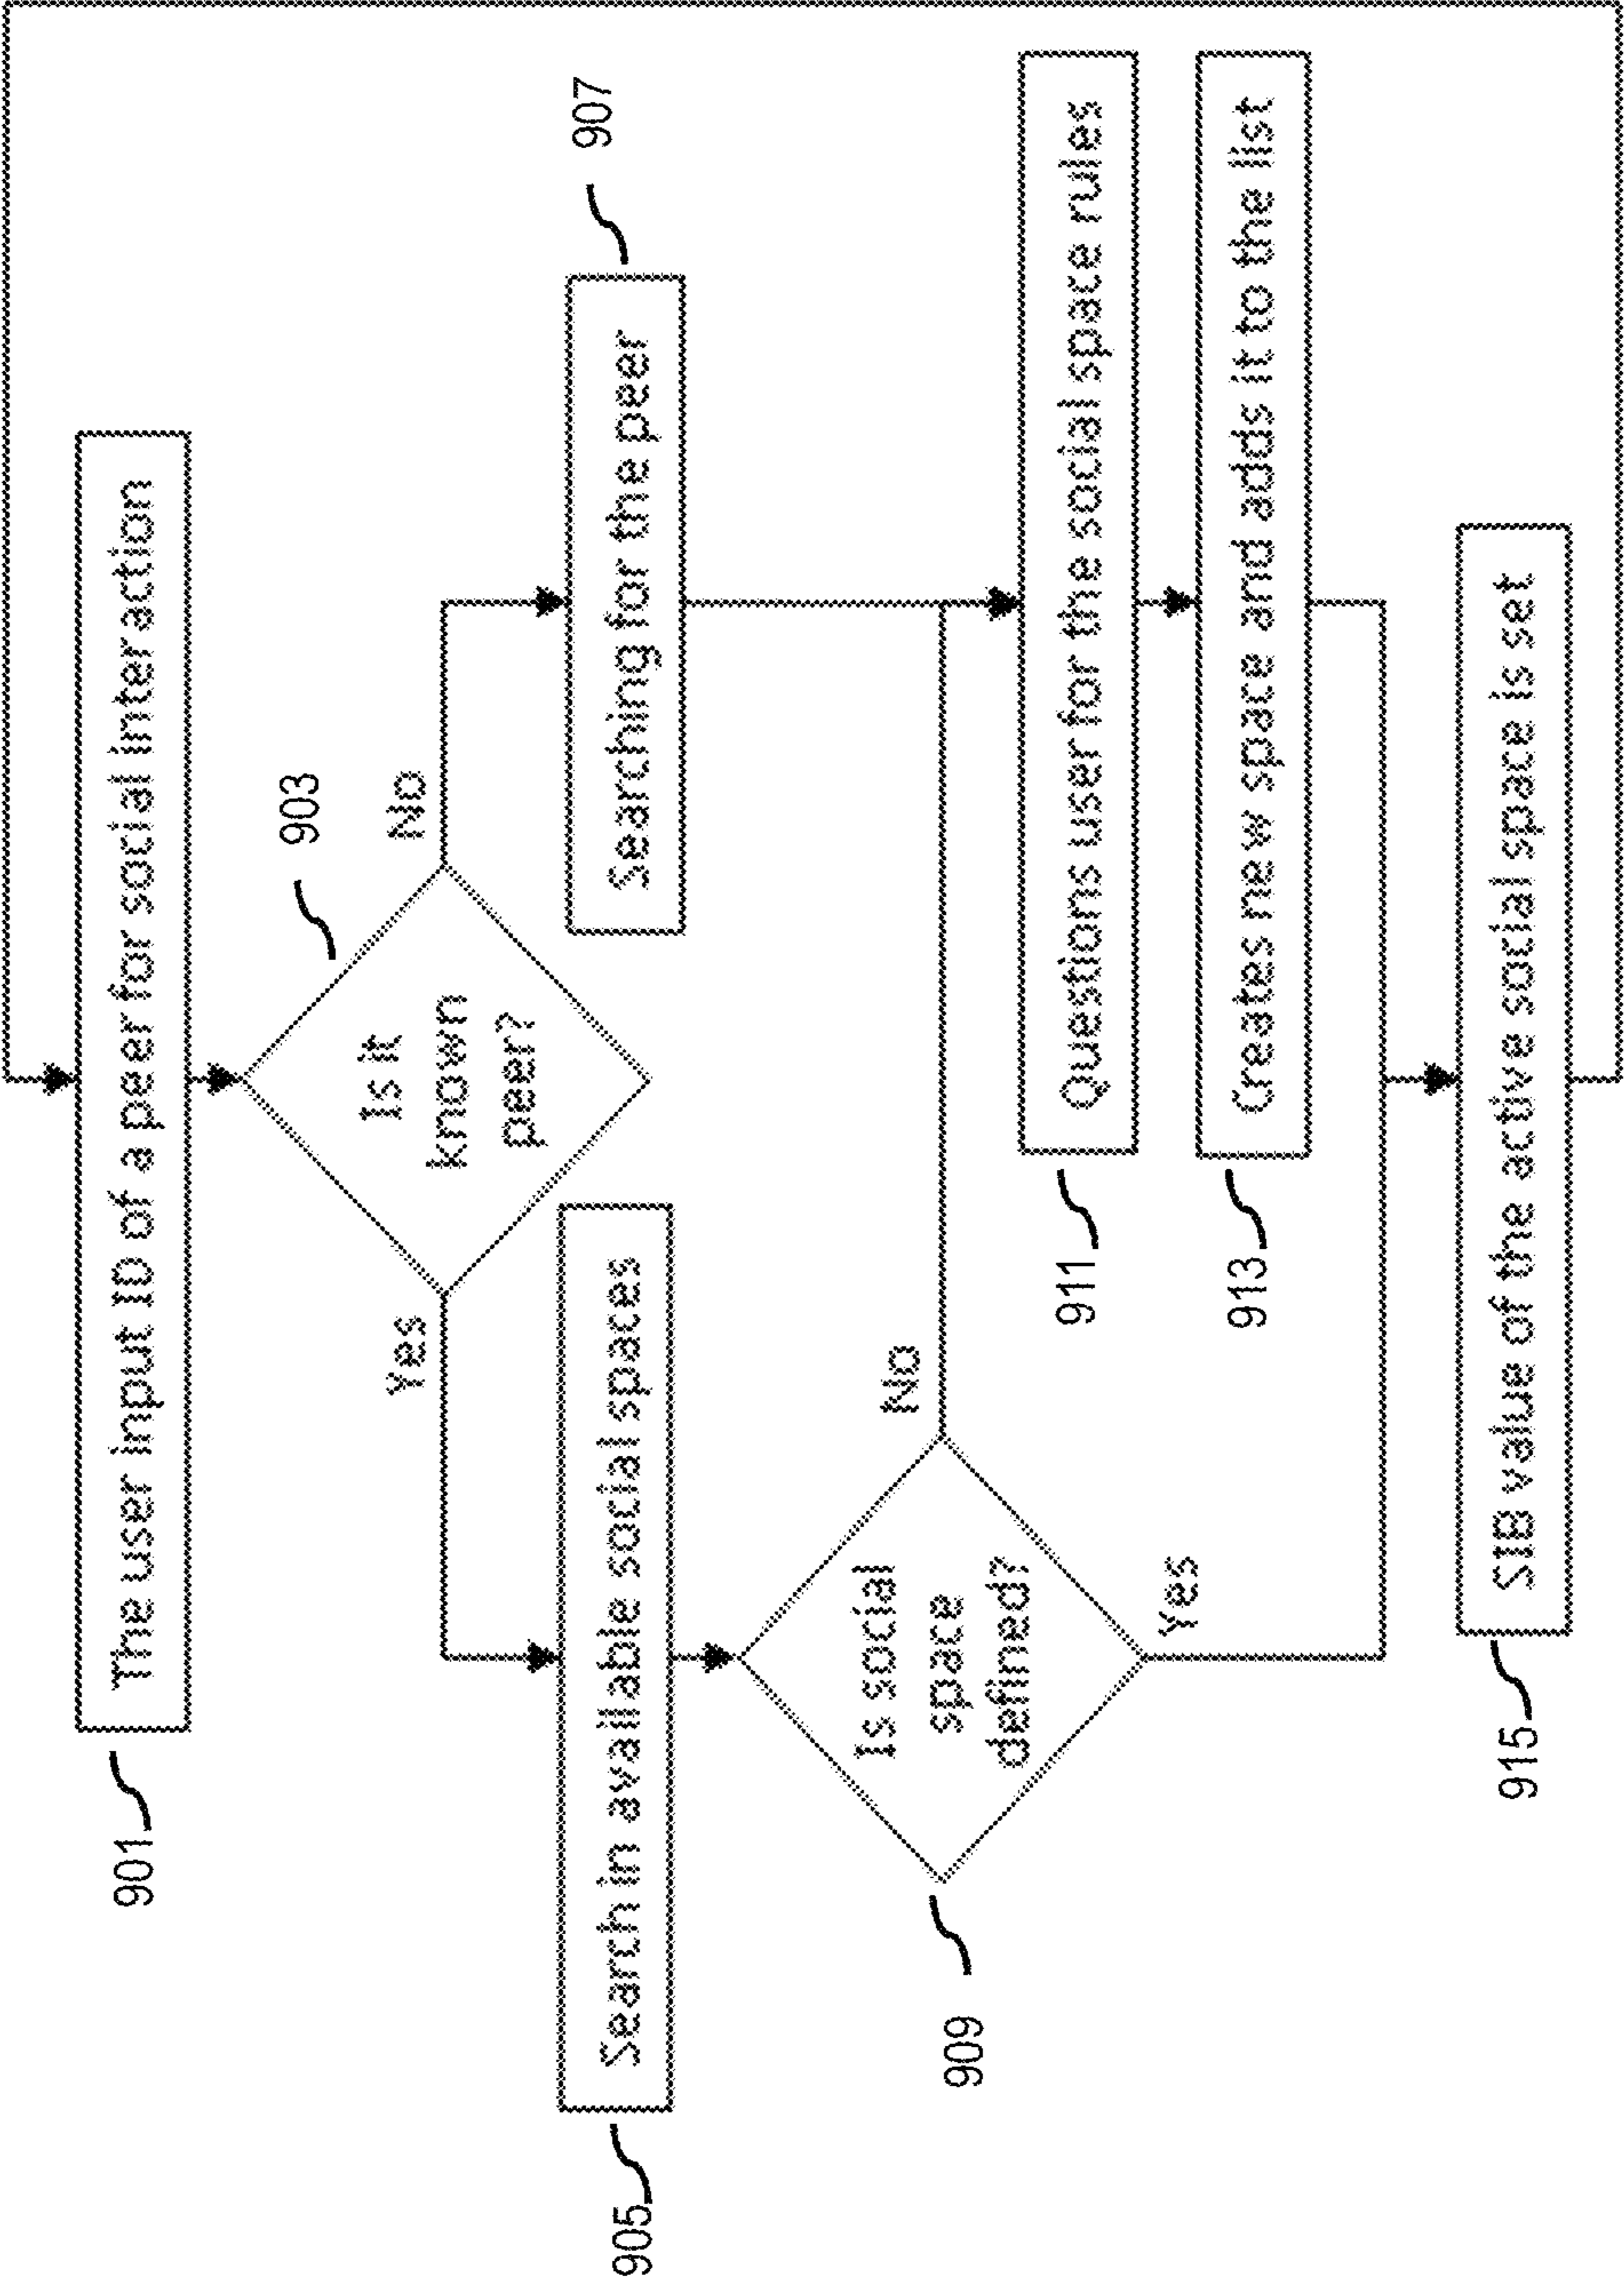 901
The user input ID of a peer for social interaction
903
Is it
known
peer?
Yes
No
905
Search in available social spaces
Searching for the peer
907
909
Is social
space
defined?
No
Yes
911
Questions user for the social space rules
913
Creates new space and adds it to the list
915
SIB value of the active social space is set